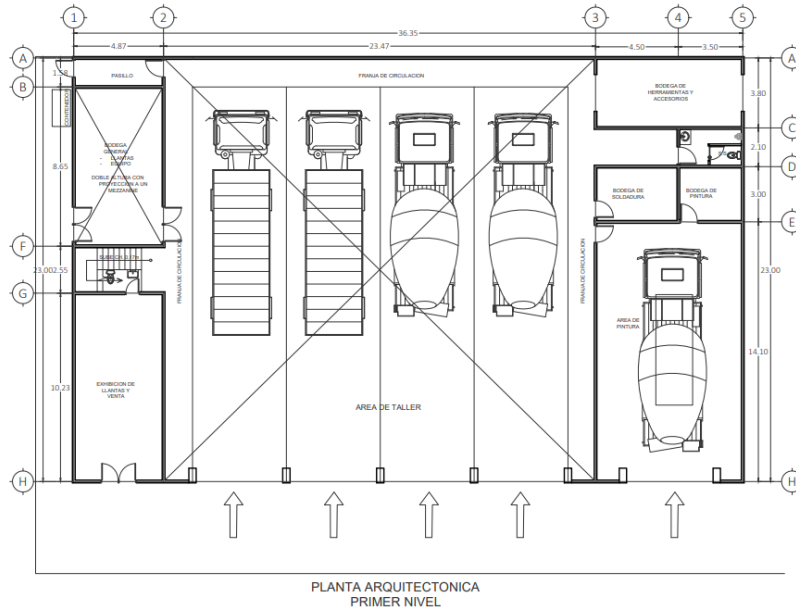 1 2 3 4 5
36.35
4.87 23.47 4.50 3.50
A A
1.58 PASILLO FRANJA DE CIRCULACION
B
CONTENEDOR
BODEGA DE
HERRAMIENTAS Y
ACCESORIOS
3.80
C
BODEGA
GENERAL
- LLANTAS
- EQUIPO
DOBLE ALTURA CON
PROYECCION A UN
MEZZANINE
8.65
2.10
D
BODEGA DE
SOLDADURA
BODEGA DE
PINTURA
3.00
E
F
FRANJA DE CIRCULACION
FRANJA DE CIRCULACION
23.00 2.55
23.00
G
AREA DE
PINTURA
14.10
EXHIBICION DE
LLANTAS Y
VENTA
10.23
AREA DE TALLER
H H
PLANTA ARQUITECTONICA
PRIMER NIVEL